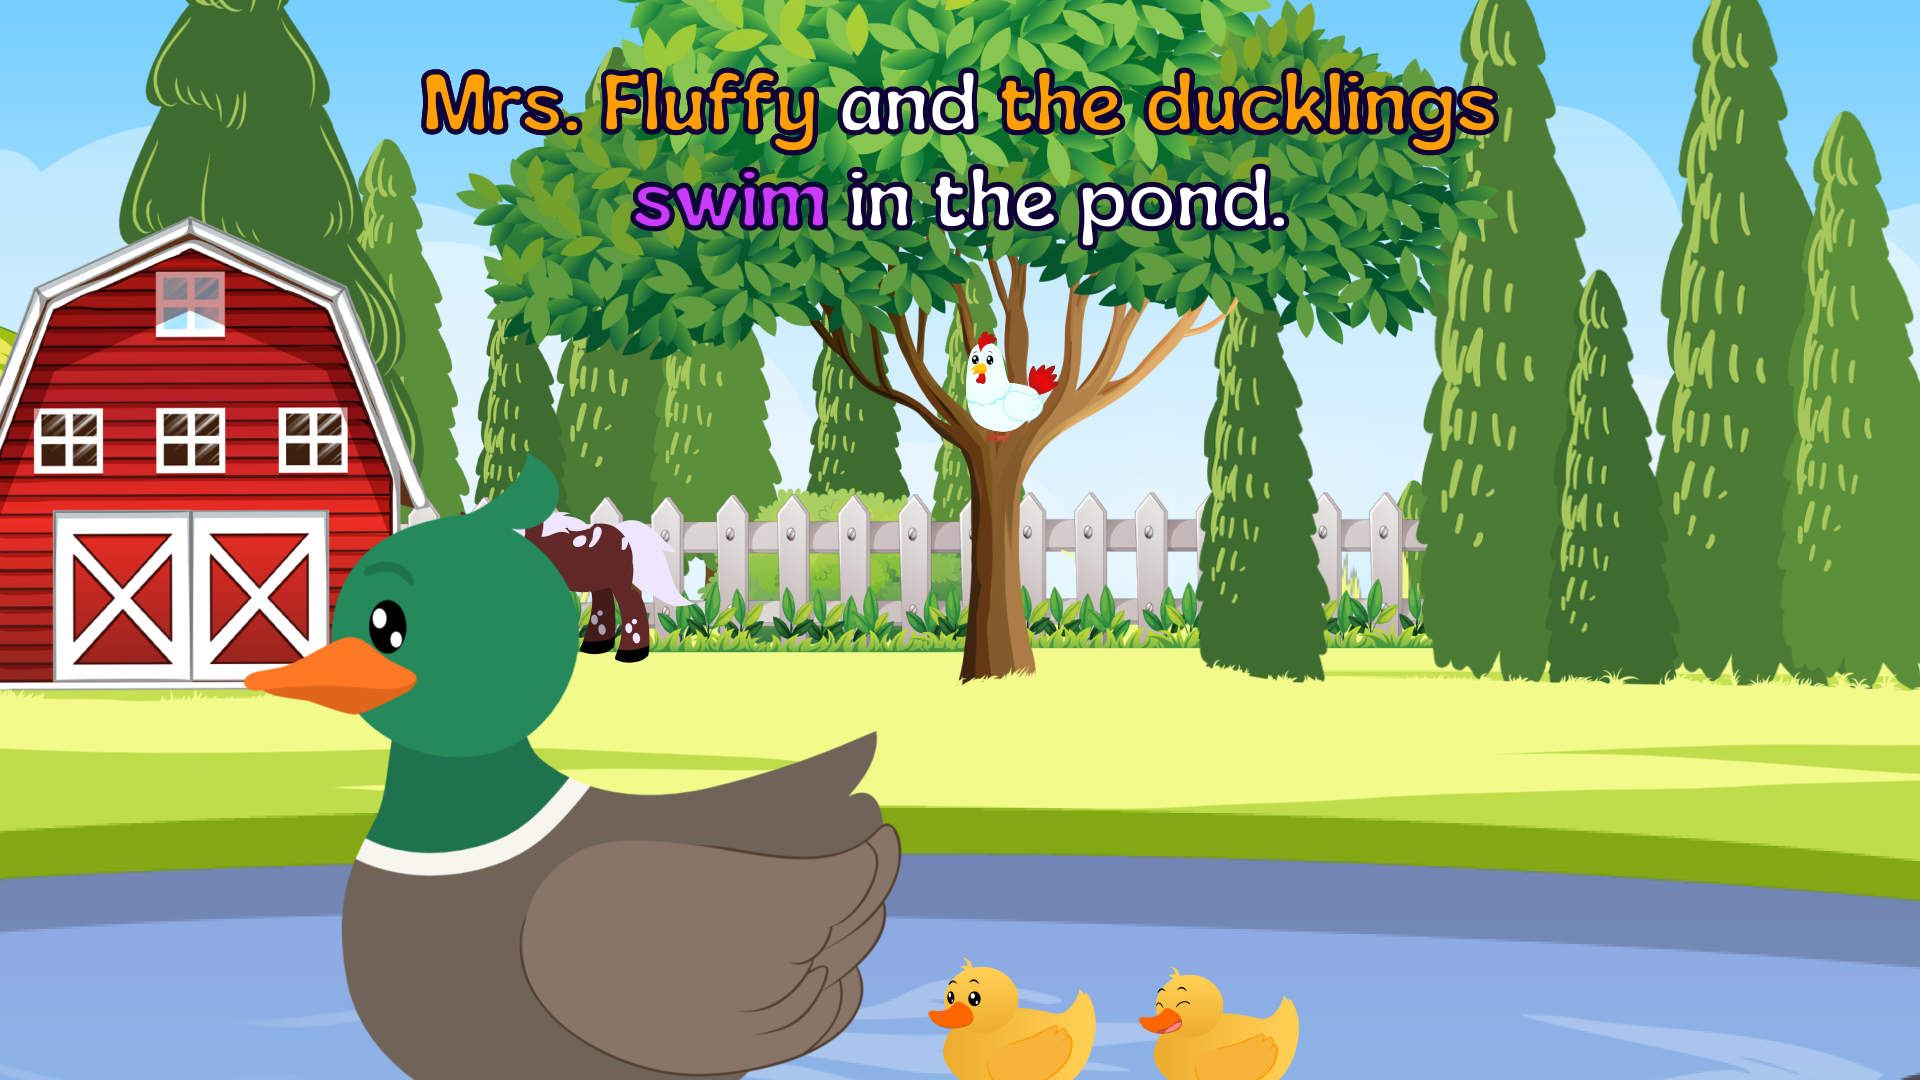 Mrs. Fluffy and the ducklings
swim in the pond.